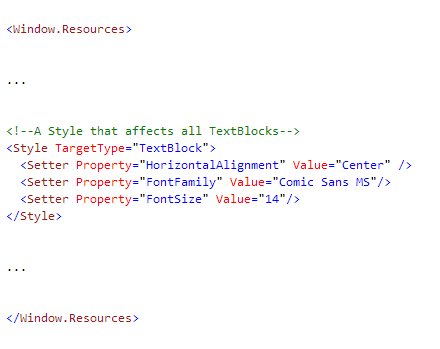 <Window.Resources>
...
<!--A Style that affects all TextBlocks-->
<Style TargetType="TextBlock">
  <Setter Property="HorizontalAlignment" Value="Center" />
  <Setter Property="FontFamily" Value="Comic Sans MS"/>
  <Setter Property="FontSize" Value="14"/>
</Style>
...
</Window.Resources>